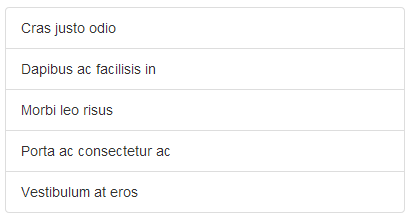 Cras justo odio
Dapibus ac facilisis in
Morbi leo risus
Porta ac consectetur ac
Vestibulum at eros